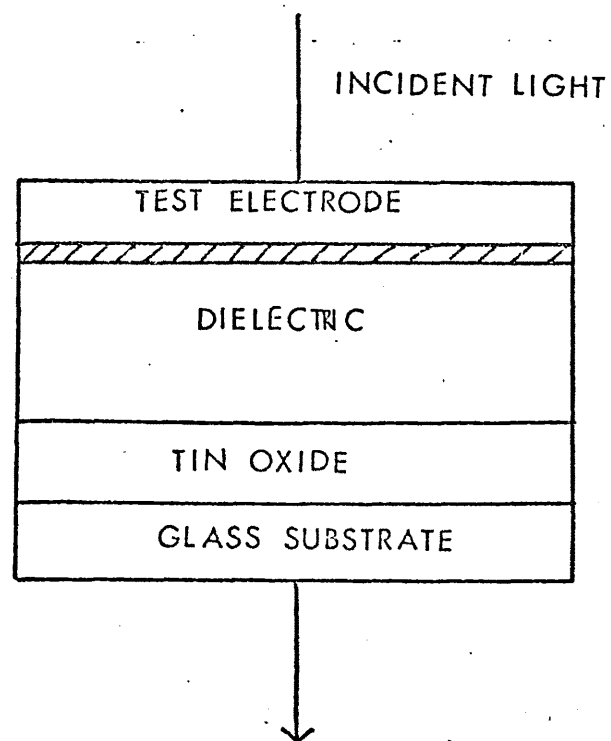 INCIDENT LIGHT
TEST ELECTRODE
DIELECTRIC
TIN OXIDE
GLASS SUBSTRATE